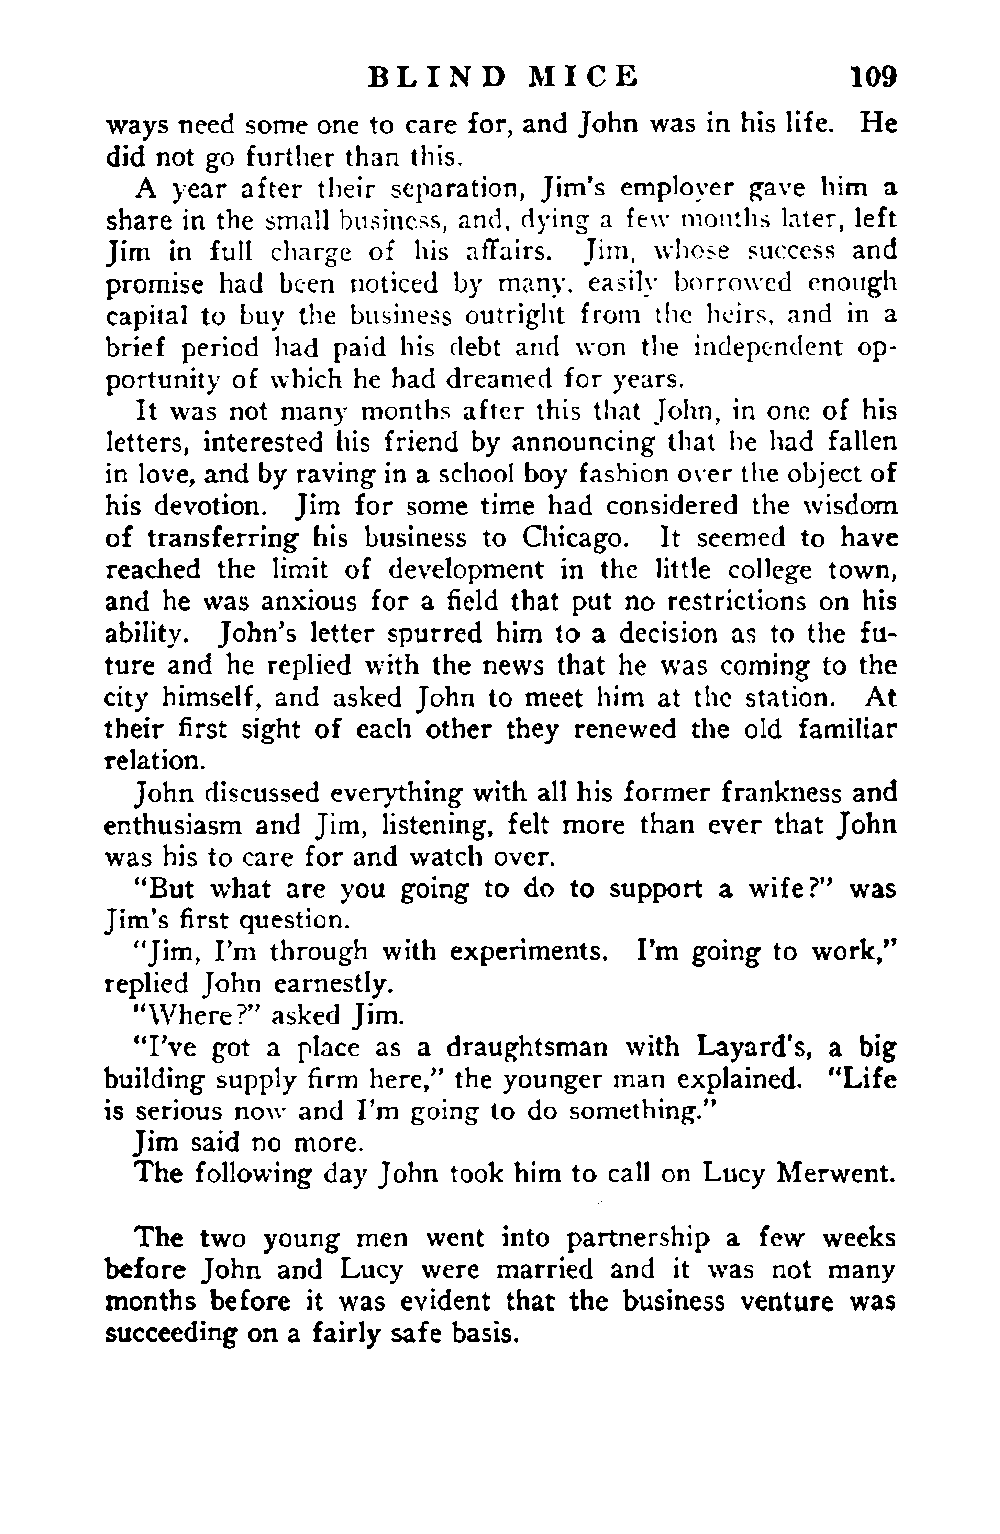 BLIND MICE 109
ways need some one to care for, and John was in his life. He
did not go further than this.
A year after their separation, Jim's employer gave him a
share in the small business, and, dying a few months later, left
Jim in full charge of his affairs. Jim, whose success and
promise had been noticed by many, easily borrowed enough
capital to buy the business outright from the heirs, and in a
brief period had paid his debt and won the independent op-
portunity of which he had dreamed for years.
It was not many months after this that John, in one of his
letters, interested his friend by announcing that he had fallen
in love, and by raving in a school boy fashion over the object of
his devotion. Jim for some time had considered the wisdom
of transferring his business to Chicago. It seemed to have
reached the limit of development in the little college town,
and he was anxious for a field that put no restrictions on his
ability. John's letter spurred him to a decision as to the fu-
ture and he replied with the news that he was coming to the
city himself, and asked John to meet him at the station. At
their first sight of each other they renewed the old familiar
relation.
John discussed everything with all his former frankness and
enthusiasm and Jim, listening, felt more than ever that John
was his to care for and watch over.
"But what are you going to do to support a wife?" was
Jim's first question.
"Jim, I'm through with experiments. I'm going to work,"
replied John earnestly.
"Where?" asked Jim.
"I've got a place as a draughtsman with Layard's, a big
building supply firm here," the younger man explained. "Life
is serious now and I'm going to do something."
Jim said no more.
The following day John took him to call on Lucy Merwent.
The two young men went into partnership a few weeks
before John and Lucy were married and it was not many
months before it was evident that the business venture was
succeeding on a fairly safe basis.